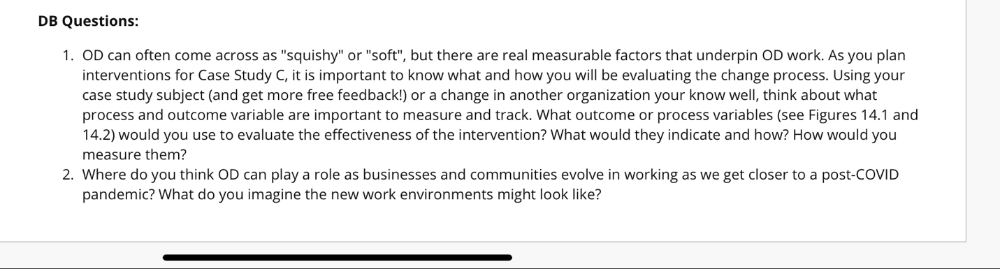 DB Questions:
1. OD can often come across as "squishy" or "soft", but there are real measurable factors that underpin OD work. As you plan
interventions for Case Study C, it is important to know what and how you will be evaluating the change process. Using your
case study subject (and get more free feedback!) or a change in another organization your know well, think about what
process and outcome variable are important to measure and track. What outcome or process variables (see Figures 14.1 and
14.2) would you use to evaluate the effectiveness of the intervention? What would they indicate and how? How would you
measure them?
2. Where do you think OD can play a role as businesses and communities evolve in working as we get closer to a post-COVID
pandemic? What do you imagine the new work environments might look like?